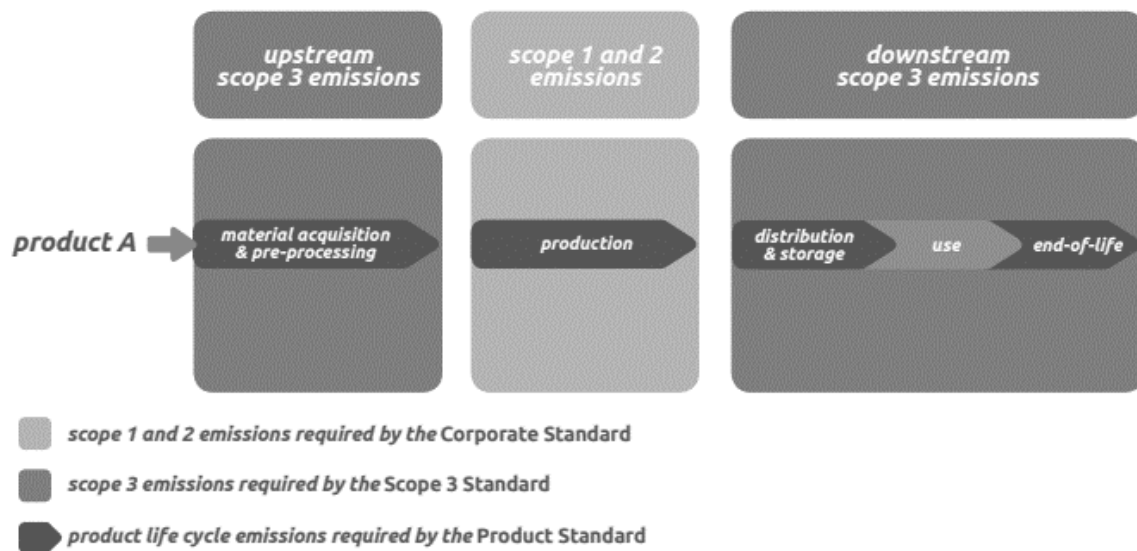 upstream
scope 3 emissions
scope 1 and 2
emissions
downstream
scope 3 emissions
product A
material acquisition
& pre-processing
production
distribution
& storage
use
end-of-life
scope 1 and 2 emissions required by the Corporate Standard
scope 3 emissions required by the Scope 3 Standard
product life cycle emissions required by the Product Standard